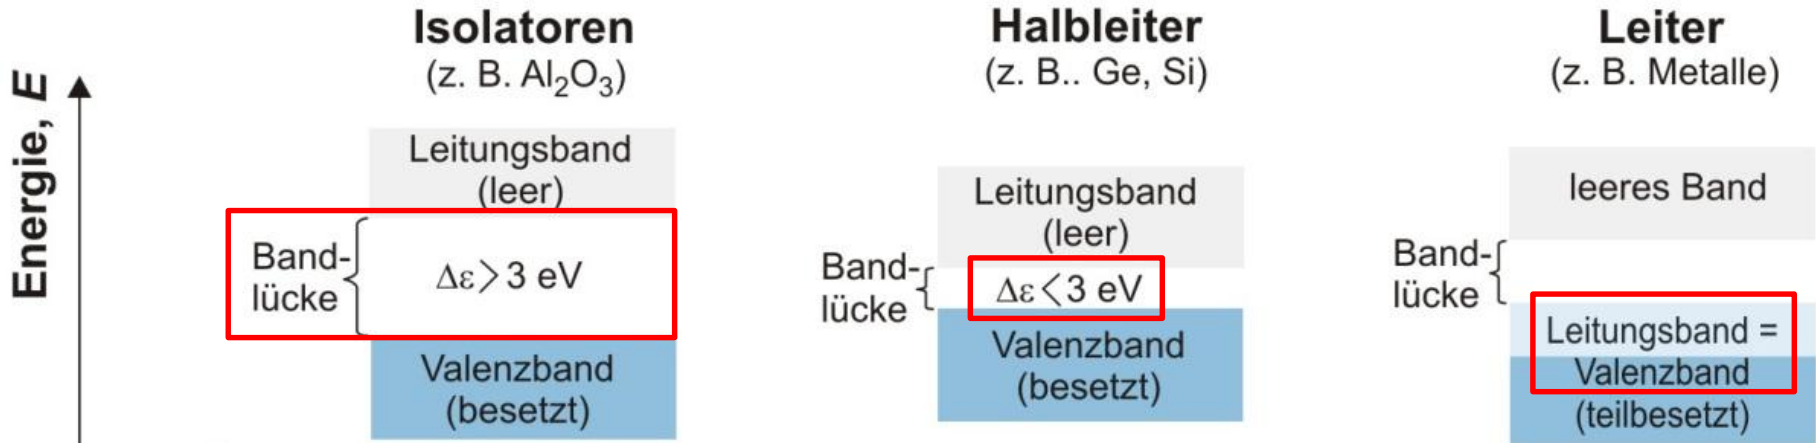 Energie, E
Isolatoren
(z. B. Al₂O₃)
Leitungsband
(leer)
Band-
lücke
Δε > 3 eV
Valenzband
(besetzt)
Halbleiter
(z. B.. Ge, Si)
Leitungsband
(leer)
Band-
lücke
Δε < 3 eV
Valenzband
(besetzt)
Leiter
(z. B. Metalle)
leeres Band
Band-
lücke
Leitungsband =
Valenzband
(teilbesetzt)